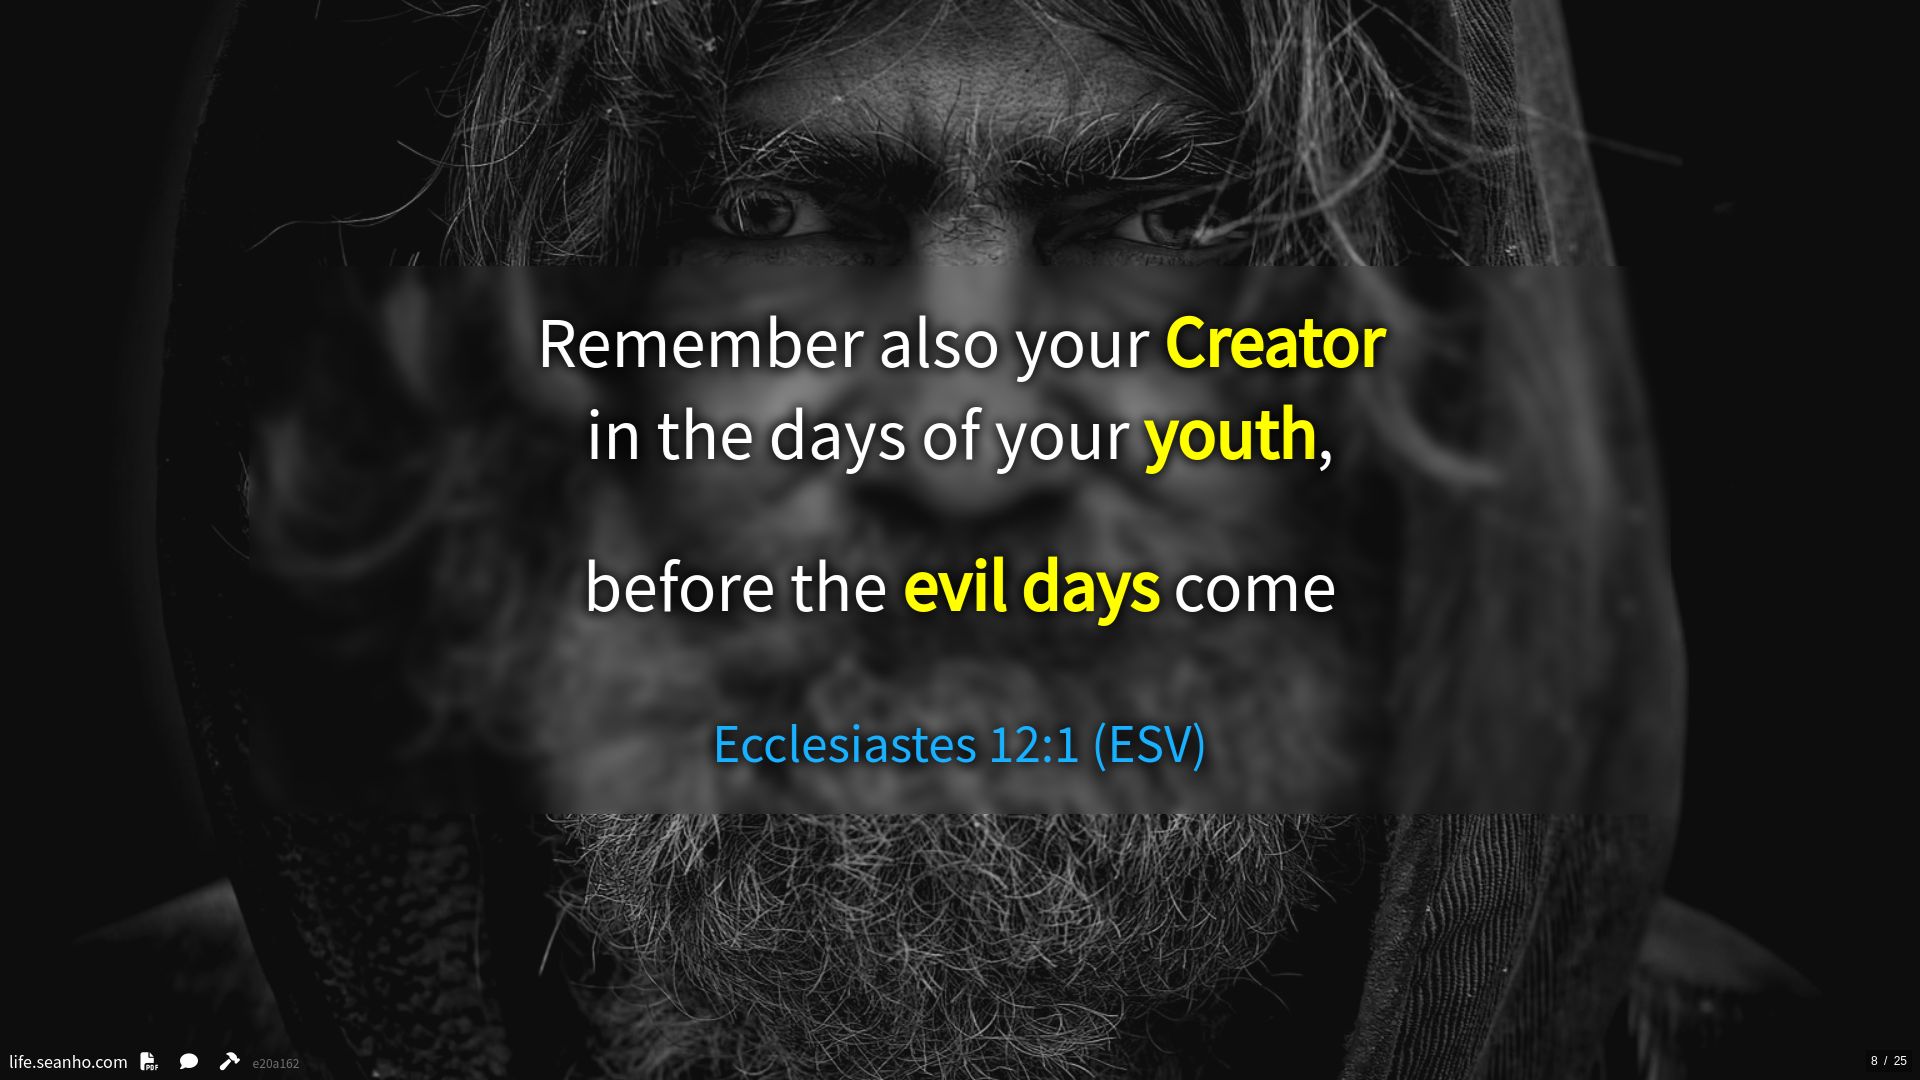 Remember also your Creator
in the days of your youth,
before the evil days come
Ecclesiastes 12:1 (ESV)
life.seanho.com PDF e20a162
8 / 25